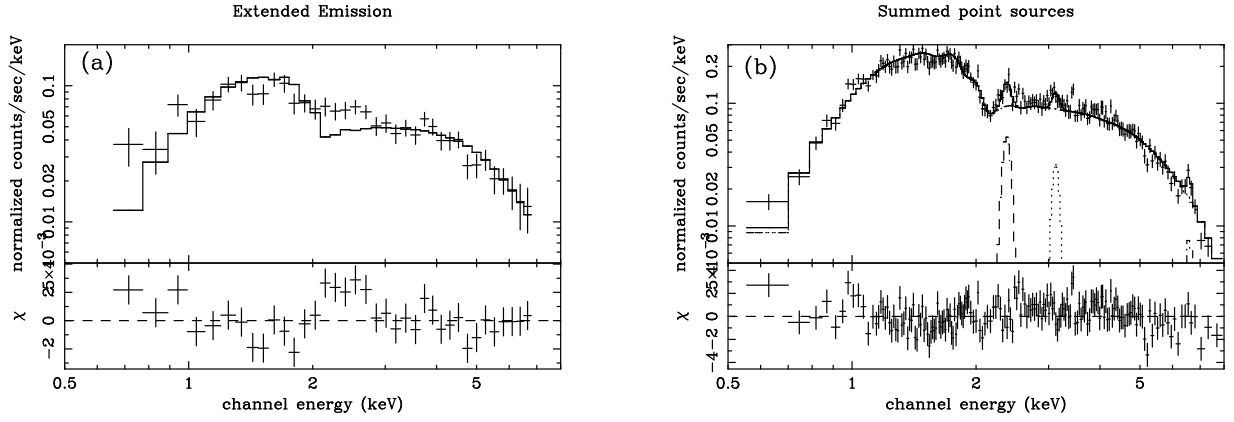 Extended Emission
(a)
normalized counts/sec/keV
0.1
0.05
0.02
0.01
χ
2
0
−2
0.5 1 2 5
channel energy (keV)
Summed point sources
(b)
normalized counts/sec/keV
0.2
0.1
0.05
0.02
0.01
χ
2
0
−2
−4
0.5 1 2 5
channel energy (keV)